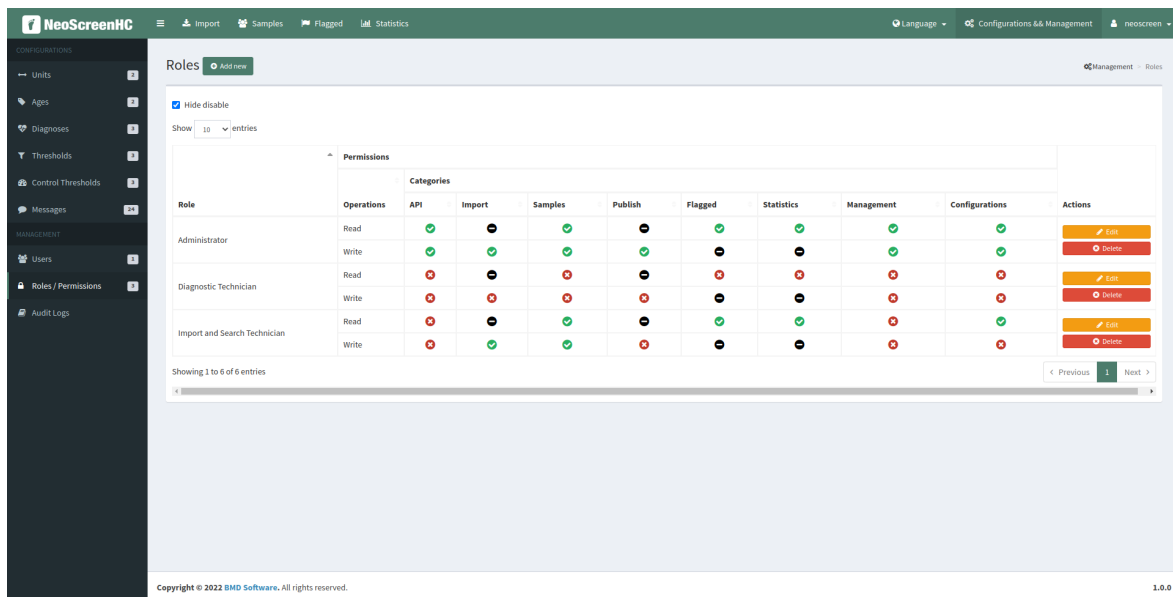 NeoScreenHC
Import Samples Flagged Statistics
Language Configurations && Management neoscreen
CONFIGURATIONS
Units 2
Ages 2
Diagnoses 3
Thresholds 3
Control Thresholds 3
Messages 24
MANAGEMENT
Users 1
Roles / Permissions 3
Audit Logs
Roles Add new
Management Roles
Hide disable
Show 10 entries
Permissions
Categories
Role Operations API Import Samples Publish Flagged Statistics Management Configurations Actions
Administrator
Read
Write
Edit
Delete
Diagnostic Technician
Read
Write
Edit
Delete
Import and Search Technician
Read
Write
Edit
Delete
Showing 1 to 6 of 6 entries
< Previous 1 Next >
Copyright © 2022 BMD Software. All rights reserved.
1.0.0